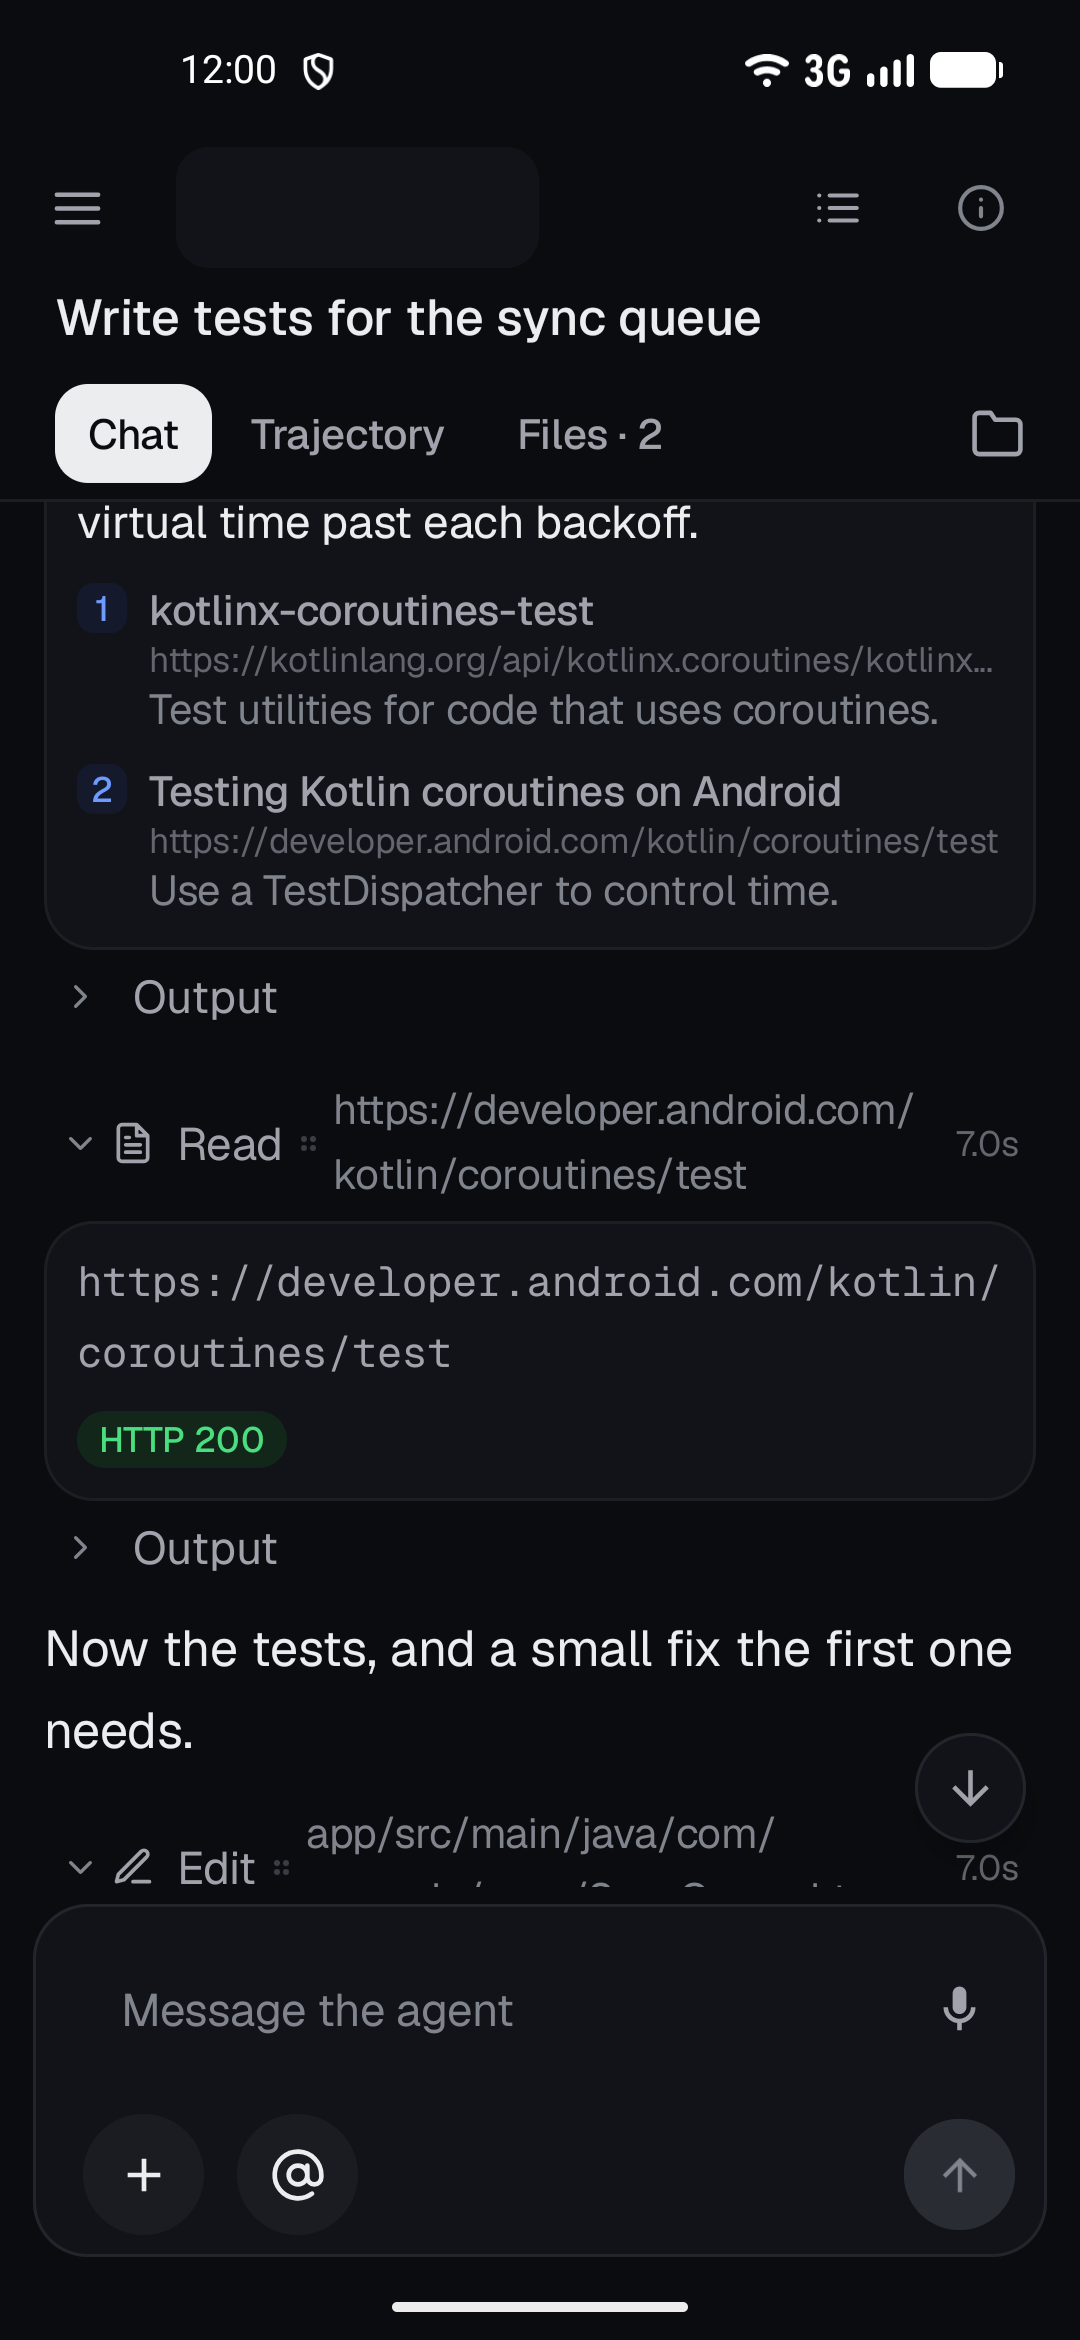 12:00
3G
Write tests for the sync queue
Chat
Trajectory
Files · 2
virtual time past each backoff.
1
kotlinx-coroutines-test
https://kotlinlang.org/api/kotlinx.coroutines/kotlinx...
Test utilities for code that uses coroutines.
2
Testing Kotlin coroutines on Android
https://developer.android.com/kotlin/coroutines/test
Use a TestDispatcher to control time.
Output
Read
https://developer.android.com/
kotlin/coroutines/test
7.0s
https://developer.android.com/kotlin/
coroutines/test
HTTP 200
Output
Now the tests, and a small fix the first one
needs.
Edit
app/src/main/java/com/
7.0s
Message the agent